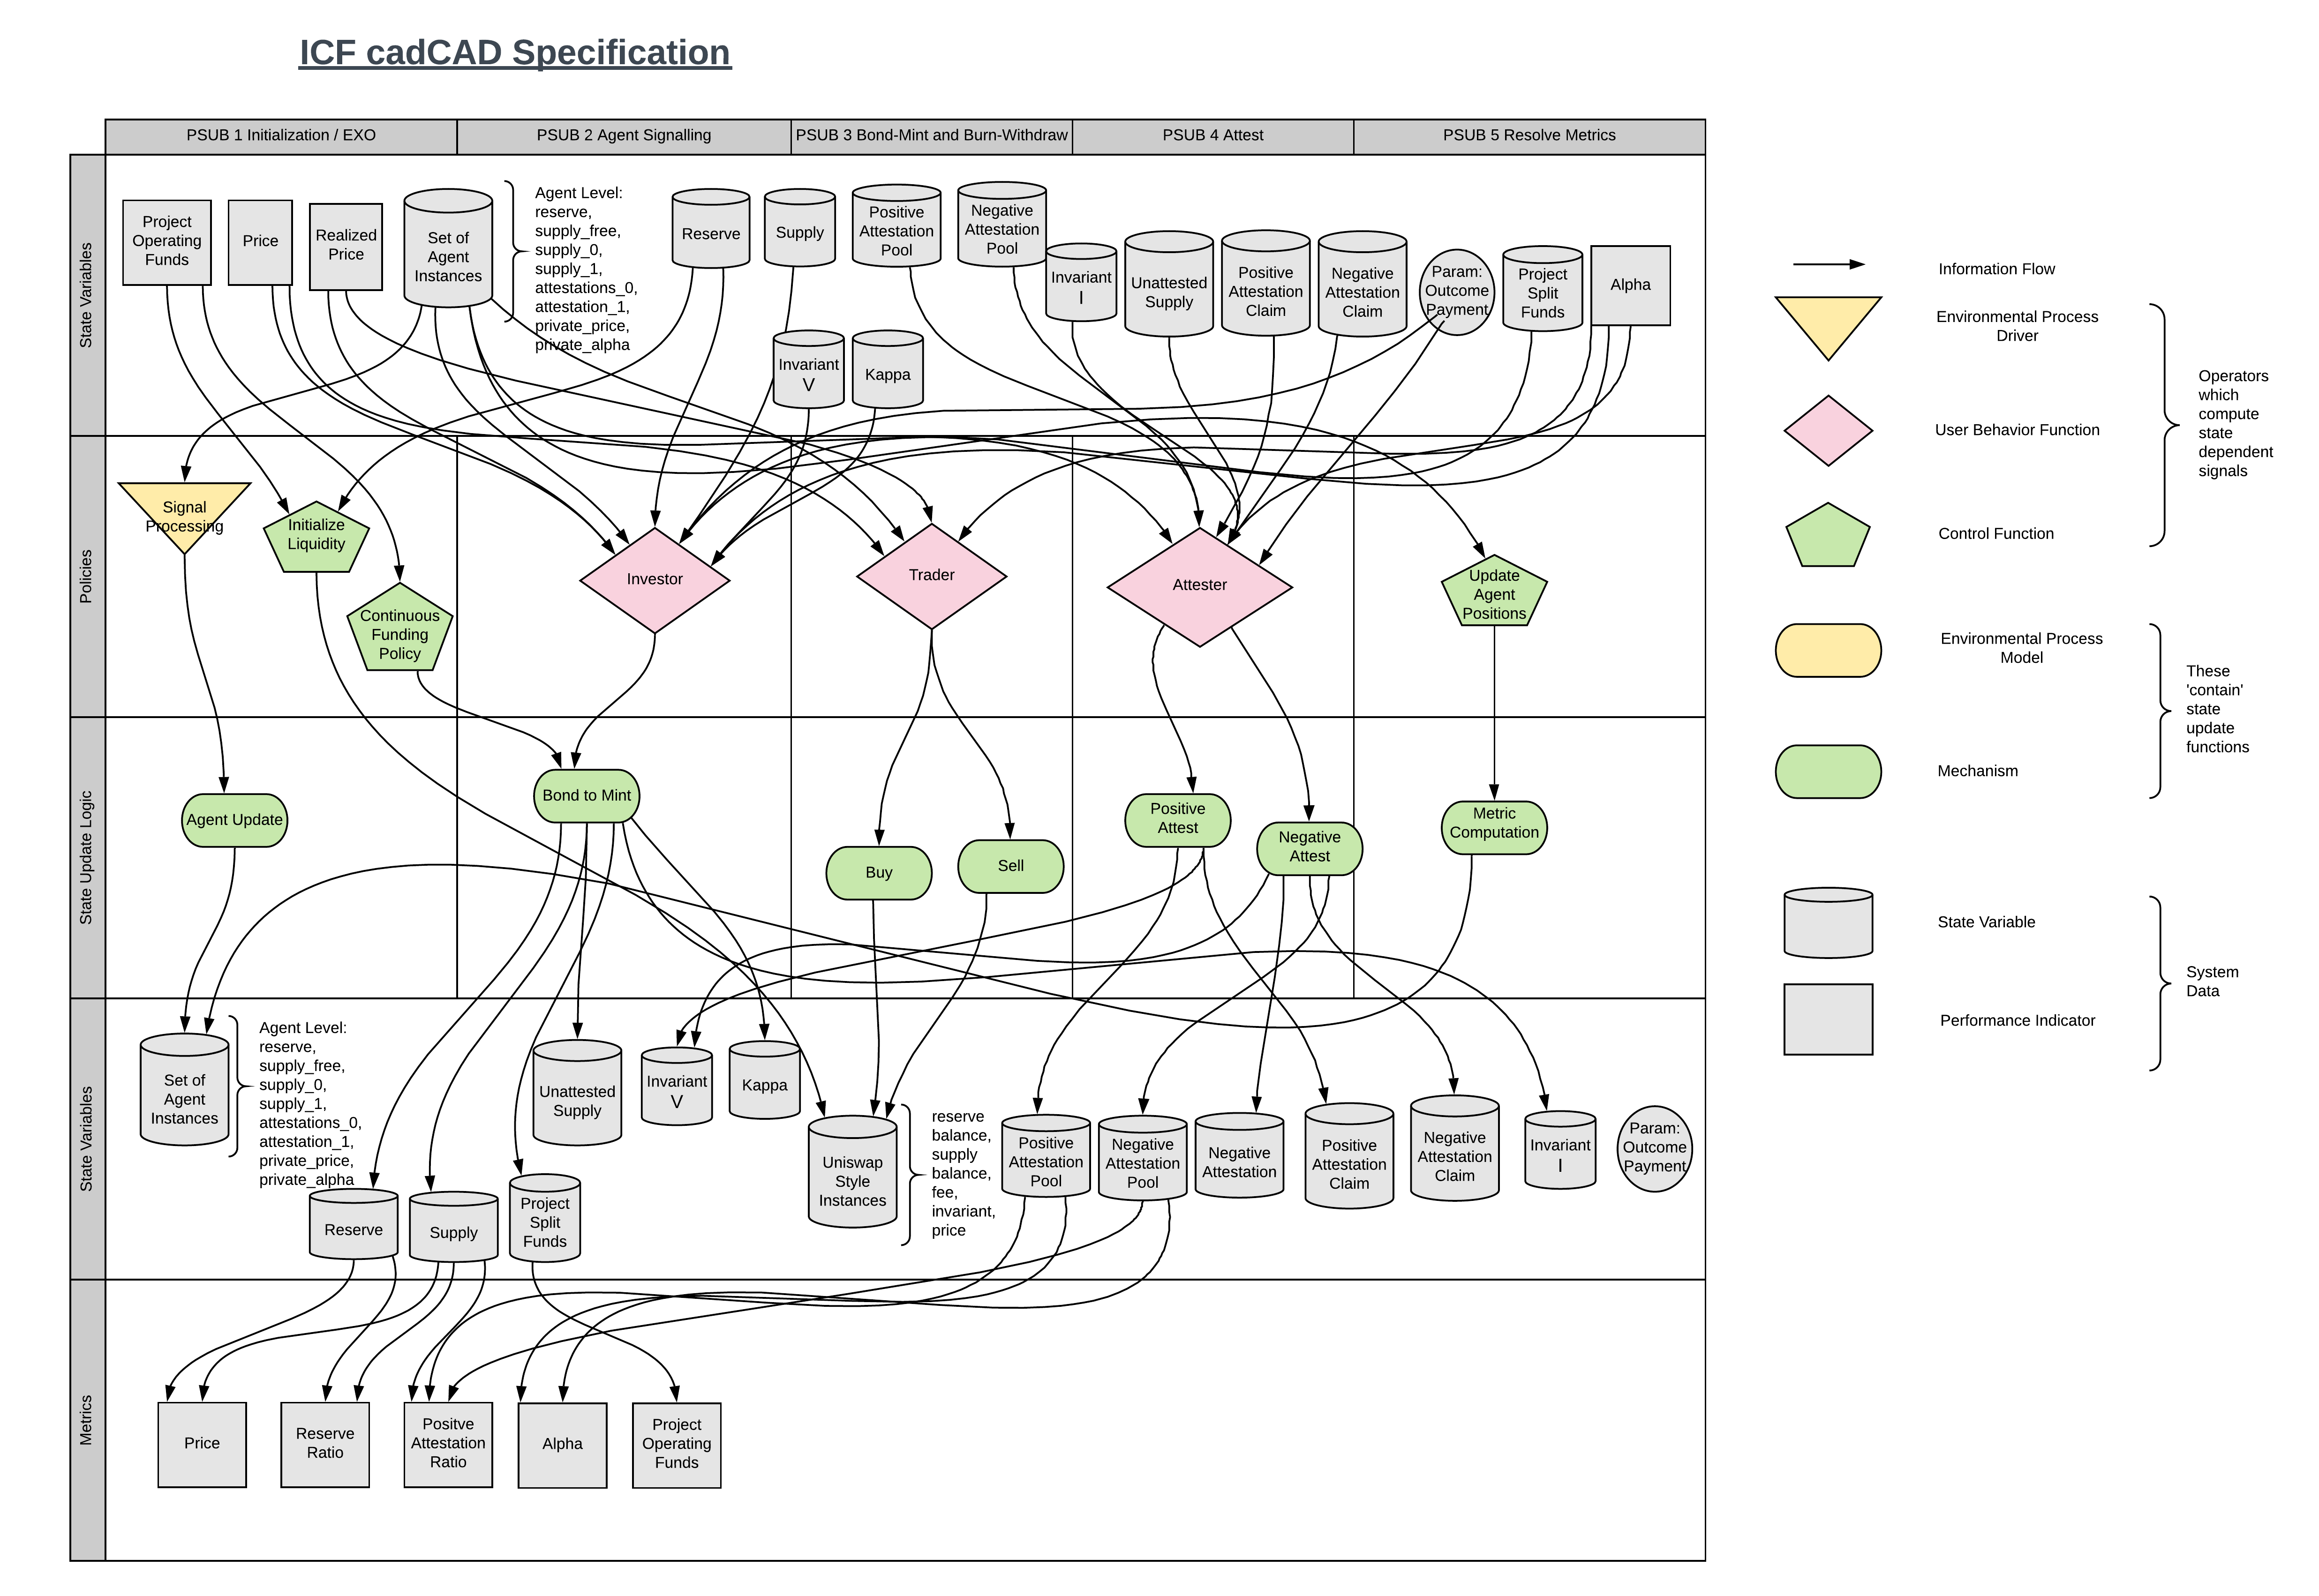 ICF cadCAD Specification
PSUB 1 Initialization / EXO
PSUB 2 Agent Signalling
PSUB 3 Bond-Mint and Burn-Withdraw
PSUB 4 Attest
PSUB 5 Resolve Metrics
State Variables
Project
Operating
Funds
Price
Realized
Price
Set of
Agent
Instances
Agent Level:
reserve,
supply_free,
supply_0,
supply_1,
attestations_0,
attestation_1,
private_price,
private_alpha
Reserve
Supply
Positive
Attestation
Pool
Negative
Attestation
Pool
Invariant
I
Unattested
Supply
Positive
Attestation
Claim
Negative
Attestation
Claim
Param:
Outcome
Payment
Project
Split
Funds
Alpha
Invariant
V
Kappa
Policies
Signal
Processing
Initialize
Liquidity
Continuous
Funding
Policy
Investor
Trader
Attester
Update
Agent
Positions
State Update Logic
Agent Update
Bond to Mint
Buy
Sell
Positive
Attest
Negative
Attest
Metric
Computation
State Variables
Set of
Agent
Instances
Agent Level:
reserve,
supply_free,
supply_0,
supply_1,
attestations_0,
attestation_1,
private_price,
private_alpha
Reserve
Supply
Project
Split
Funds
Unattested
Supply
Invariant
V
Kappa
Uniswap
Style
Instances
reserve
balance,
supply
balance,
fee,
invariant,
price
Positive
Attestation
Pool
Negative
Attestation
Pool
Negative
Attestation
Positive
Attestation
Claim
Negative
Attestation
Claim
Invariant
I
Param:
Outcome
Payment
Metrics
Price
Reserve
Ratio
Positve
Attestation
Ratio
Alpha
Project
Operating
Funds
Information Flow
Environmental Process
Driver
User Behavior Function
Control Function
Operators
which
compute
state
dependent
signals
Environmental Process
Model
Mechanism
These
'contain'
state
update
functions
State Variable
Performance Indicator
System
Data